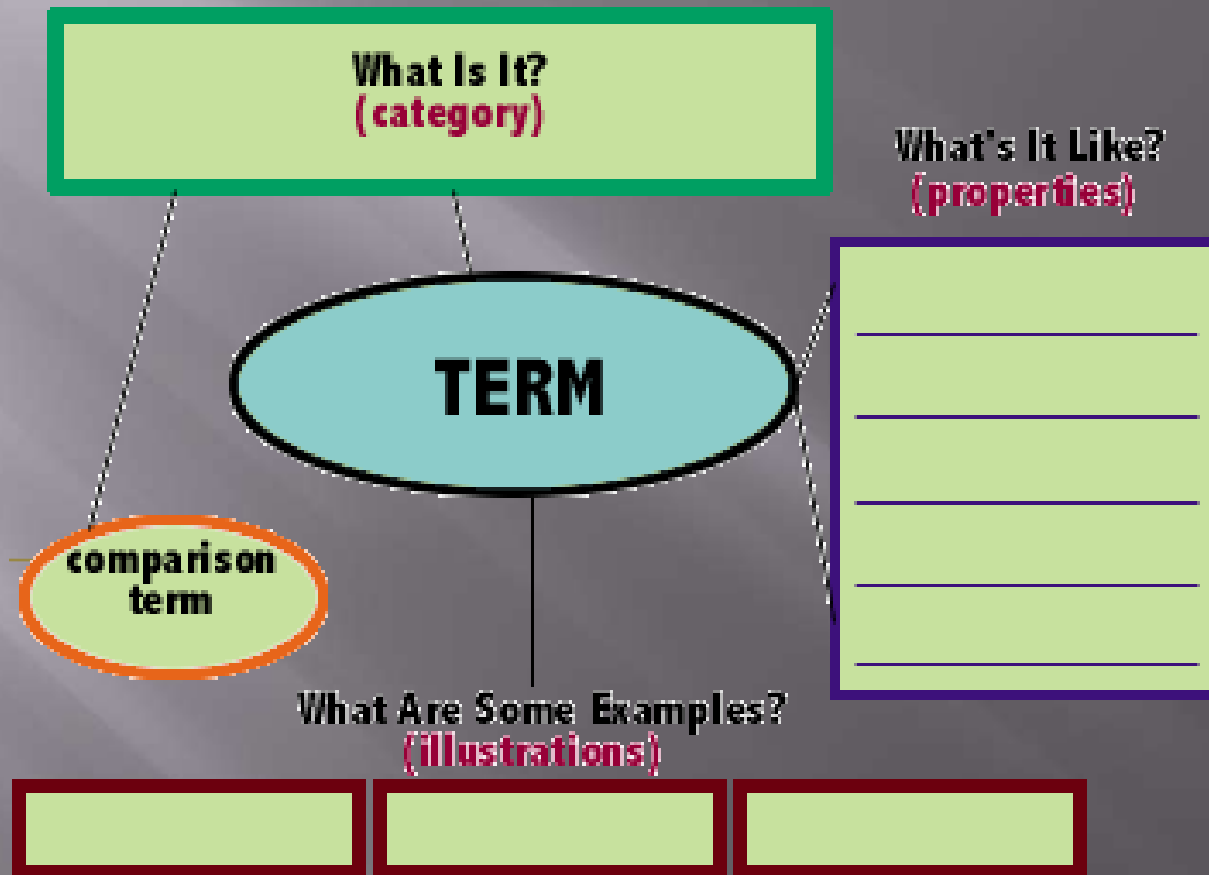 What Is It?
(category)
What's It Like?
(properties)
TERM
comparison
term
What Are Some Examples?
(illustrations)